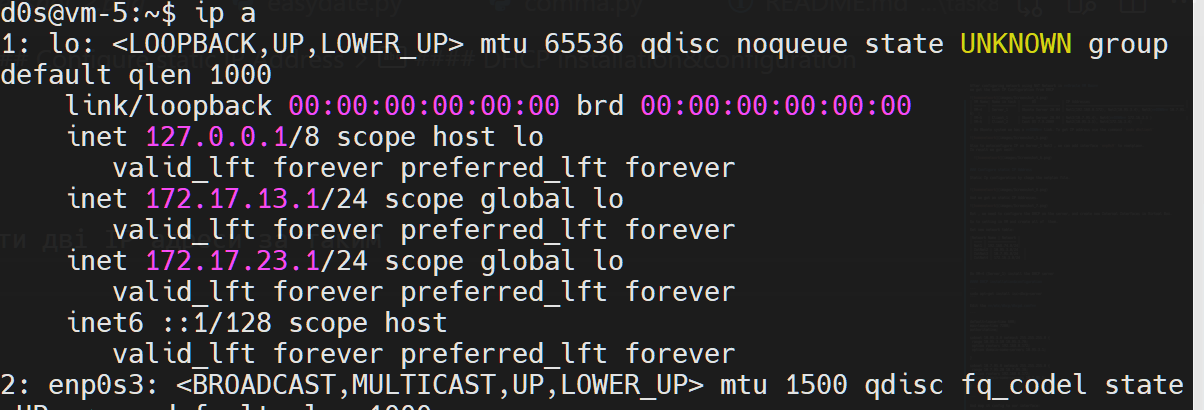 d0s@vm-5:~$ ip a
1: lo: <LOOPBACK,UP,LOWER_UP> mtu 65536 qdisc noqueue state UNKNOWN group
default qlen 1000
    link/loopback 00:00:00:00:00:00 brd 00:00:00:00:00:00
    inet 127.0.0.1/8 scope host lo
       valid_lft forever preferred_lft forever
    inet 172.17.13.1/24 scope global lo
       valid_lft forever preferred_lft forever
    inet 172.17.23.1/24 scope global lo
       valid_lft forever preferred_lft forever
    inet6 ::1/128 scope host
       valid_lft forever preferred_lft forever
2: enp0s3: <BROADCAST,MULTICAST,UP,LOWER_UP> mtu 1500 qdisc fq_codel state